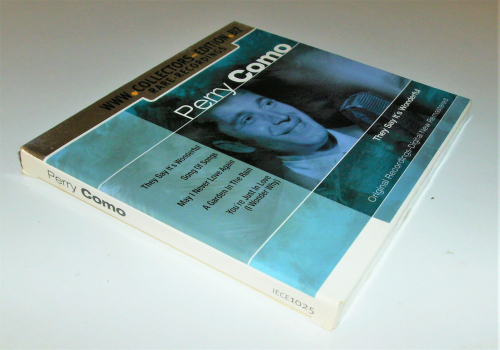 WWW.COLLECTORS EDITION.BZ
RARE RECORDINGS
Perry Como
They Say It's Wonderful
Song Of Songs
May I Never Love Again
A Garden In The Rain
You're Just In Love
(I Wonder Why)
They Say It's Wonderful
Original Recordings-Digital New Remastered
Perry Como
IECE1025